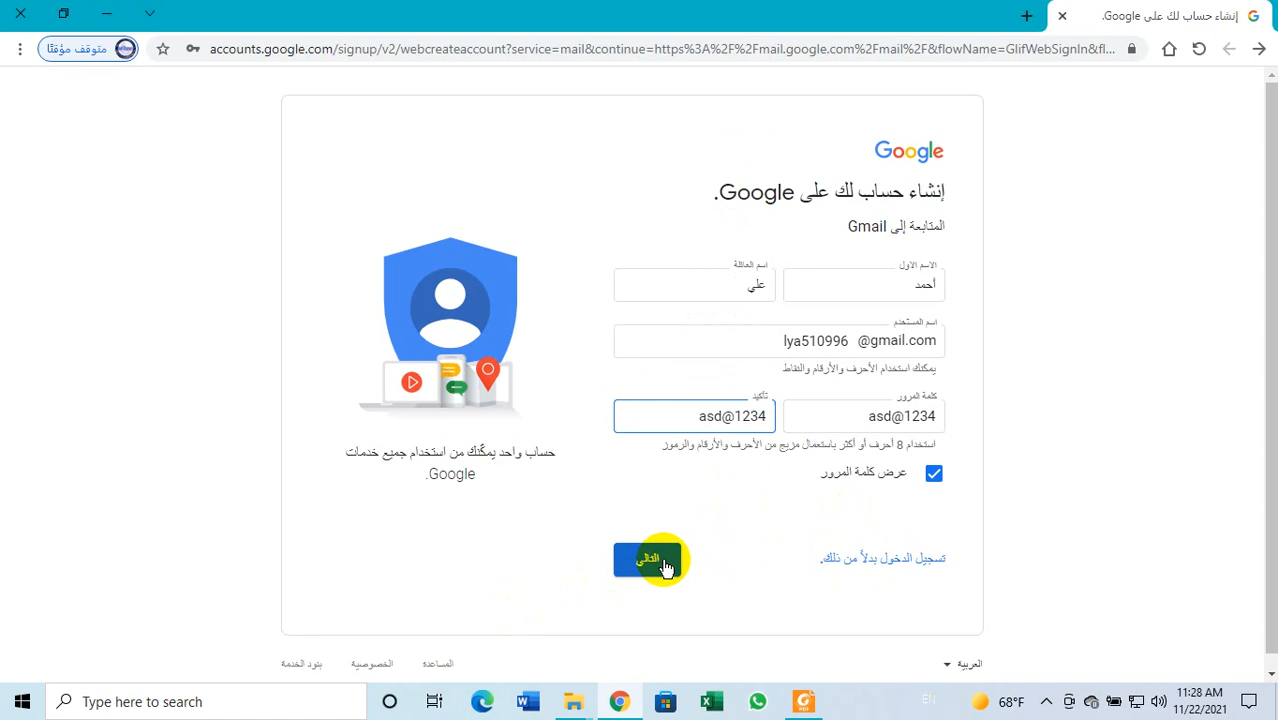 إنشاء حساب لك على Google.
متوقف مؤقتًا
accounts.google.com/signup/v2/webcreateaccount?service=mail&continue=https%3A%2F%2Fmail.google.com%2Fmail%2F&flowName=GlifWebSignIn&fl...
Google
إنشاء حساب لك على Google.
المتابعة إلى Gmail
الاسم الأول
اسم العائلة
أحمد
علي
اسم المستخدم
lya510996 @gmail.com
يمكنك استخدام الأحرف والأرقام والنقاط
كلمة المرور
تأكيد
asd@1234
asd@1234
استخدام 8 أحرف أو أكثر باستعمال مزيج من الأحرف والأرقام والرموز
عرض كلمة المرور
حساب واحد يمكّنك من استخدام جميع خدمات
Google.
تسجيل الدخول بدلاً من ذلك.
التالي
العربية
المساعدة
الخصوصية
بنود الخدمة
Type here to search
EN
68°F
11:28 AM
11/22/2021